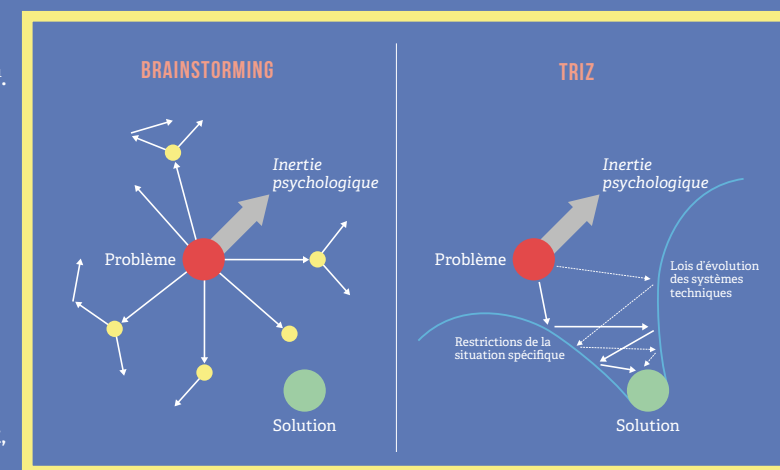 BRAINSTORMING
Inertie
psychologique
Problème
Solution
TRIZ
Inertie
psychologique
Problème
Lois d'évolution
des systèmes
techniques
Restrictions de la
situation spécifique
Solution